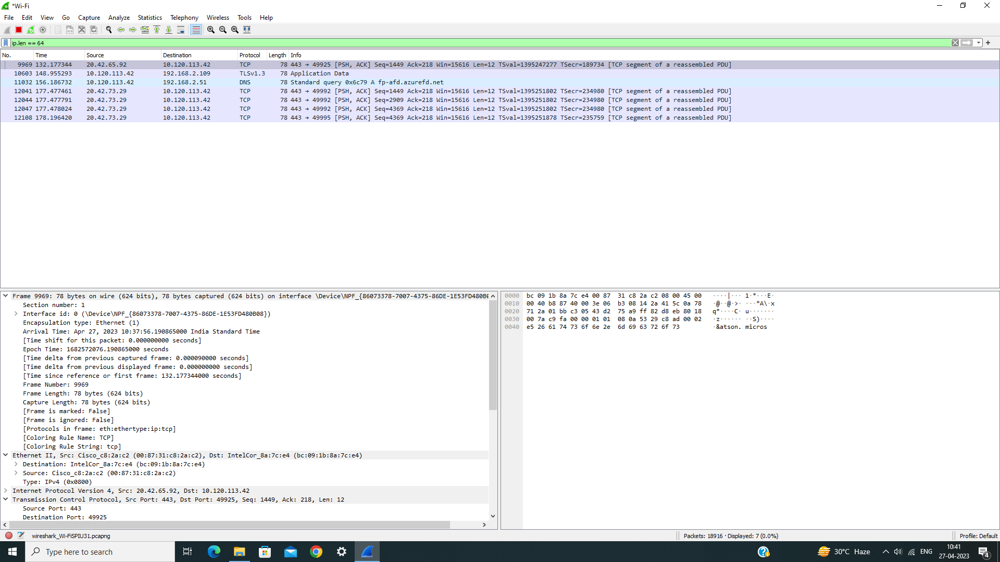 *Wi-Fi
File Edit View Go Capture Analyze Statistics Telephony Wireless Tools Help
ip.len == 64
No. Time Source Destination Protocol Length Info
9969 132.177344 20.42.65.92 10.120.113.42 TCP 78 443 → 49925 [PSH, ACK] Seq=1449 Ack=218 Win=15616 Len=12 TSval=1395247277 TSecr=189734 [TCP segment of a reassembled PDU]
10603 148.955293 10.120.113.42 192.168.2.109 TLSv1.3 78 Application Data
11032 156.186732 10.120.113.42 192.168.2.51 DNS 78 Standard query 0x6c79 A fp-afd.azurefd.net
12041 177.477461 20.42.73.29 10.120.113.42 TCP 78 443 → 49992 [PSH, ACK] Seq=1449 Ack=218 Win=15616 Len=12 TSval=1395251802 TSecr=234980 [TCP segment of a reassembled PDU]
12044 177.477791 20.42.73.29 10.120.113.42 TCP 78 443 → 49992 [PSH, ACK] Seq=2909 Ack=218 Win=15616 Len=12 TSval=1395251802 TSecr=234980 [TCP segment of a reassembled PDU]
12047 177.478024 20.42.73.29 10.120.113.42 TCP 78 443 → 49992 [PSH, ACK] Seq=4369 Ack=218 Win=15616 Len=12 TSval=1395251802 TSecr=234980 [TCP segment of a reassembled PDU]
12108 178.196420 20.42.73.29 10.120.113.42 TCP 78 443 → 49995 [PSH, ACK] Seq=4369 Ack=218 Win=15616 Len=12 TSval=1395251878 TSecr=235759 [TCP segment of a reassembled PDU]
Frame 9969: 78 bytes on wire (624 bits), 78 bytes captured (624 bits) on interface \Device\NPF_{86073378-7007-4375-86DE-1E53FD480B0
Section number: 1
Interface id: 0 (\Device\NPF_{86073378-7007-4375-86DE-1E53FD480B08})
Encapsulation type: Ethernet (1)
Arrival Time: Apr 27, 2023 10:37:56.190865000 India Standard Time
[Time shift for this packet: 0.000000000 seconds]
Epoch Time: 1682572076.190865000 seconds
[Time delta from previous captured frame: 0.000090000 seconds]
[Time delta from previous displayed frame: 0.000000000 seconds]
[Time since reference or first frame: 132.177344000 seconds]
Frame Number: 9969
Frame Length: 78 bytes (624 bits)
Capture Length: 78 bytes (624 bits)
[Frame is marked: False]
[Frame is ignored: False]
[Protocols in frame: eth:ethertype:ip:tcp]
[Coloring Rule Name: TCP]
[Coloring Rule String: tcp]
Ethernet II, Src: Cisco_c8:2a:c2 (00:87:31:c8:2a:c2), Dst: IntelCor_8a:7c:e4 (bc:09:1b:8a:7c:e4)
Destination: IntelCor_8a:7c:e4 (bc:09:1b:8a:7c:e4)
Source: Cisco_c8:2a:c2 (00:87:31:c8:2a:c2)
Type: IPv4 (0x0800)
Internet Protocol Version 4, Src: 20.42.65.92, Dst: 10.120.113.42
Transmission Control Protocol, Src Port: 443, Dst Port: 49925, Seq: 1449, Ack: 218, Len: 12
Source Port: 443
Destination Port: 49925
0000 bc 09 1b 8a 7c e4 00 87 31 c8 2a c2 08 00 45 00 ····|··· 1·*···E·
0010 00 40 b8 87 40 00 3e 06 b3 08 14 2a 41 5c 0a 78 ·@··@·>· ···*A\·x
0020 71 2a 01 bb c3 05 43 d2 75 a9 ff 82 d8 eb 80 18 q*····C· u·······
0030 00 7a c9 fa 00 00 01 01 08 0a 53 29 c8 ad 00 02 ·z······ ··S)····
0040 e5 26 61 74 73 6f 6e 2e 6d 69 63 72 6f 73 ·&atson. micros
wireshark_Wi-FiSPIU31.pcapng
Packets: 18916 · Displayed: 7 (0.0%)
Profile: Default
Type here to search
30°C Haze
ENG
10:41
27-04-2023
4